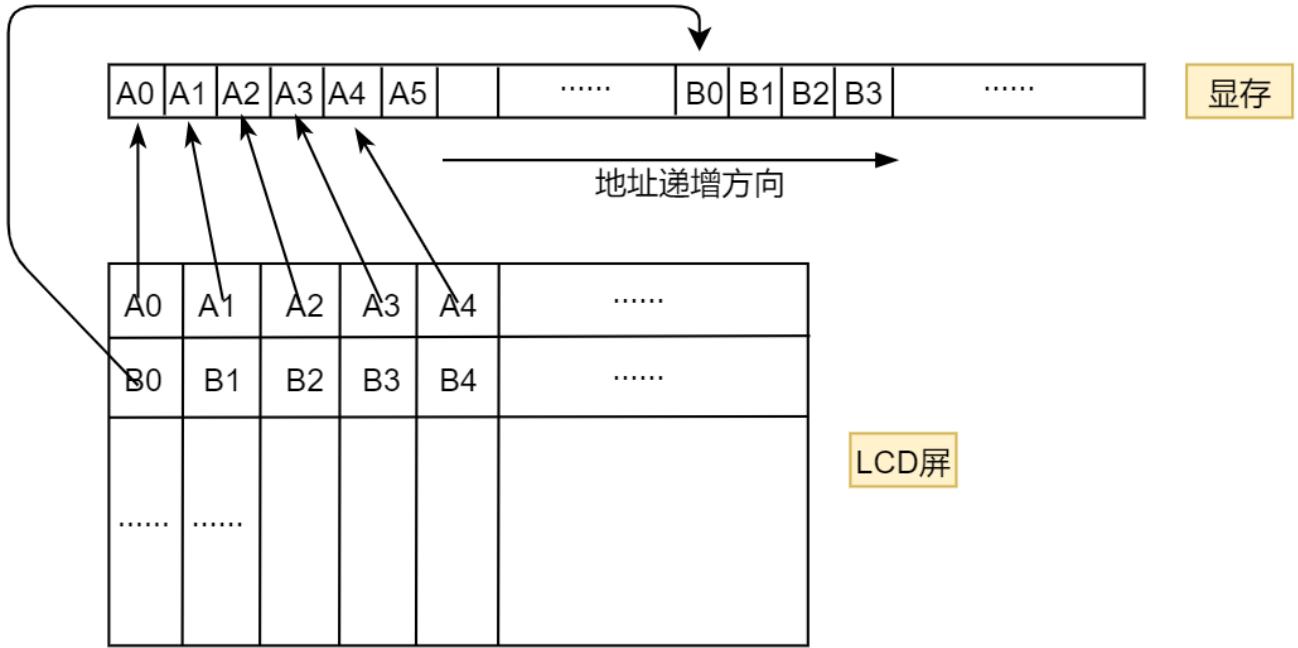 A0 A1 A2 A3 A4 A5 ...... B0 B1 B2 B3 ...... 显存
地址递增方向
A0 A1 A2 A3 A4 ......
B0 B1 B2 B3 B4 ......
LCD屏
...... ......